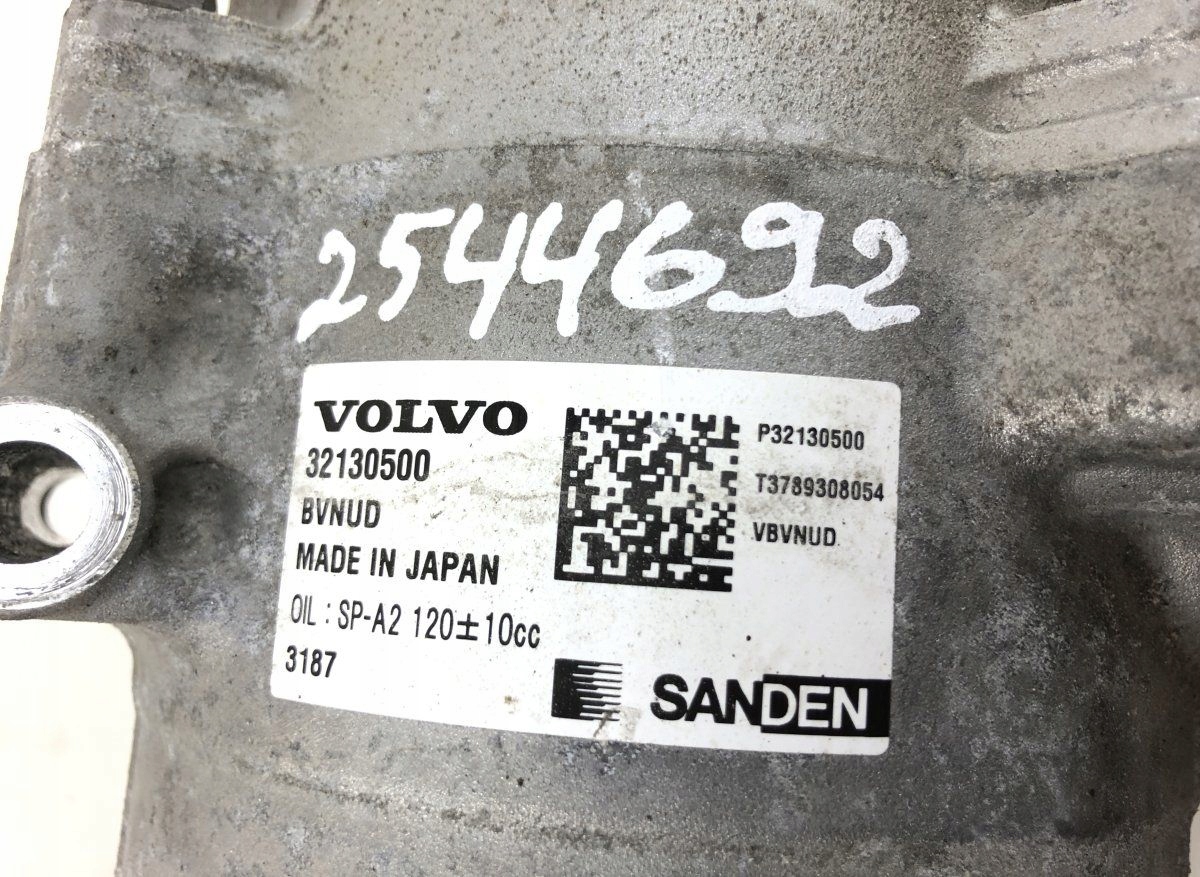 2544692
VOLVO
32130500
BVNUD
MADE IN JAPAN
OIL : SP-A2 120±10cc
3187
P32130500
T3789308054
VBVNUD
SANDEN